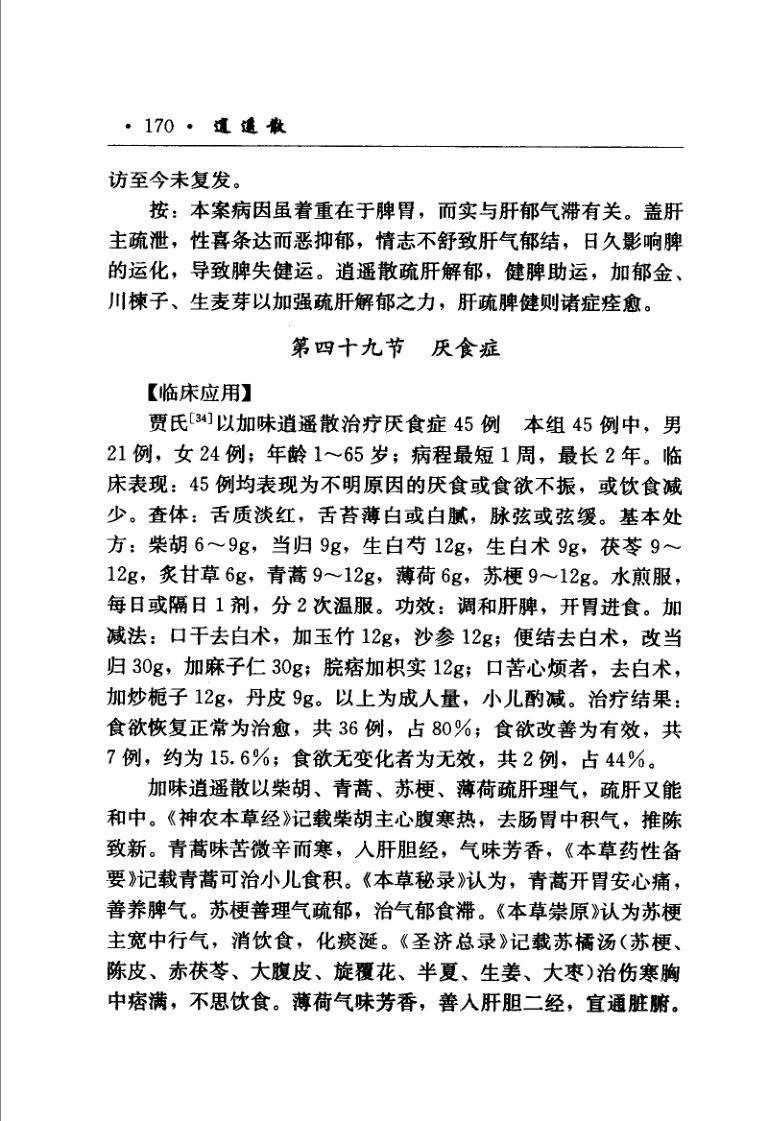 ·170· 逍遥散
访至今未复发。
按：本案病因虽着重在于脾胃，而实与肝郁气滞有关。盖肝
主疏泄，性喜条达而恶抑郁，情志不舒致肝气郁结，日久影响脾
的运化，导致脾失健运。逍遥散疏肝解郁，健脾助运，加郁金、
川楝子、生麦芽以加强疏肝解郁之力，肝疏脾健则诸症痊愈。
第四十九节　厌食症
【临床应用】
贾氏[34]以加味逍遥散治疗厌食症 45 例　本组 45 例中，男
21 例，女 24 例；年龄 1～65 岁；病程最短 1 周，最长 2 年。临
床表现：45 例均表现为不明原因的厌食或食欲不振，或饮食减
少。查体：舌质淡红，舌苔薄白或白腻，脉弦或弦缓。基本处
方：柴胡 6～9g，当归 9g，生白芍 12g，生白术 9g，茯苓 9～
12g，炙甘草 6g，青蒿 9～12g，薄荷 6g，苏梗 9～12g。水煎服，
每日或隔日 1 剂，分 2 次温服。功效：调和肝脾，开胃进食。加
减法：口干去白术，加玉竹 12g，沙参 12g；便结去白术，改当
归 30g，加麻子仁 30g；脘痞加枳实 12g；口苦心烦者，去白术，
加炒栀子 12g，丹皮 9g。以上为成人量，小儿酌减。治疗结果：
食欲恢复正常为治愈，共 36 例，占 80%；食欲改善为有效，共
7 例，约为 15.6%；食欲无变化者为无效，共 2 例，占 44%。
加味逍遥散以柴胡、青蒿、苏梗、薄荷疏肝理气，疏肝又能
和中。《神农本草经》记载柴胡主心腹寒热，去肠胃中积气，推陈
致新。青蒿味苦微辛而寒，入肝胆经，气味芳香，《本草药性备
要》记载青蒿可治小儿食积。《本草秘录》认为，青蒿开胃安心痛，
善养脾气。苏梗善理气疏郁，治气郁食滞。《本草崇原》认为苏梗
主宽中行气，消饮食，化痰涎。《圣济总录》记载苏橘汤（苏梗、
陈皮、赤茯苓、大腹皮、旋覆花、半夏、生姜、大枣）治伤寒胸
中痞满，不思饮食。薄荷气味芳香，善入肝胆二经，宣通脏腑。